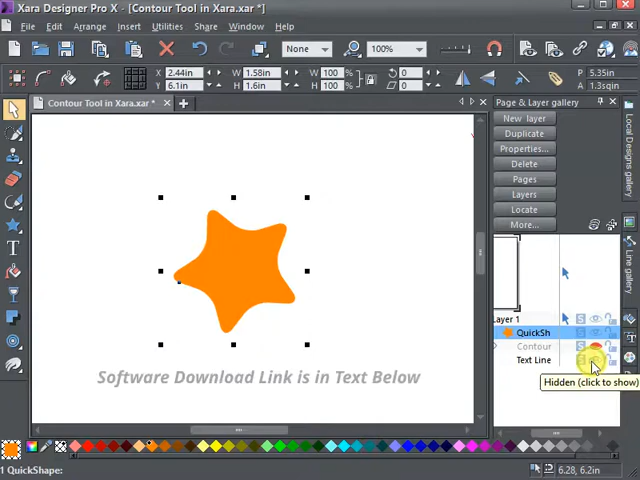 Xara Designer Pro X - [Contour Tool in Xara.xar *]
File Edit Arrange Insert Utilities Share Window Help
None 100%
X 2.44in W 1.58in 100 % 0 P 5.35in
Y 6.1in H 1.6in 100 % 0 A 1.3sqin
Contour Tool in Xara.xar *
Page & Layer gallery
New layer
Duplicate
Properties...
Delete
Pages
Layers
Locate
More...
Local Designs gallery
Line gallery
ayer 1
QuickSh
Contour
Text Line
Hidden (click to show)
Software Download Link is in Text Below
1 QuickShape:
6.28, 6.2in